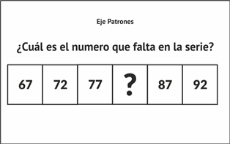 Eje Patrones
¿Cuál es el numero que falta en la serie?
67 72 77 ? 87 92